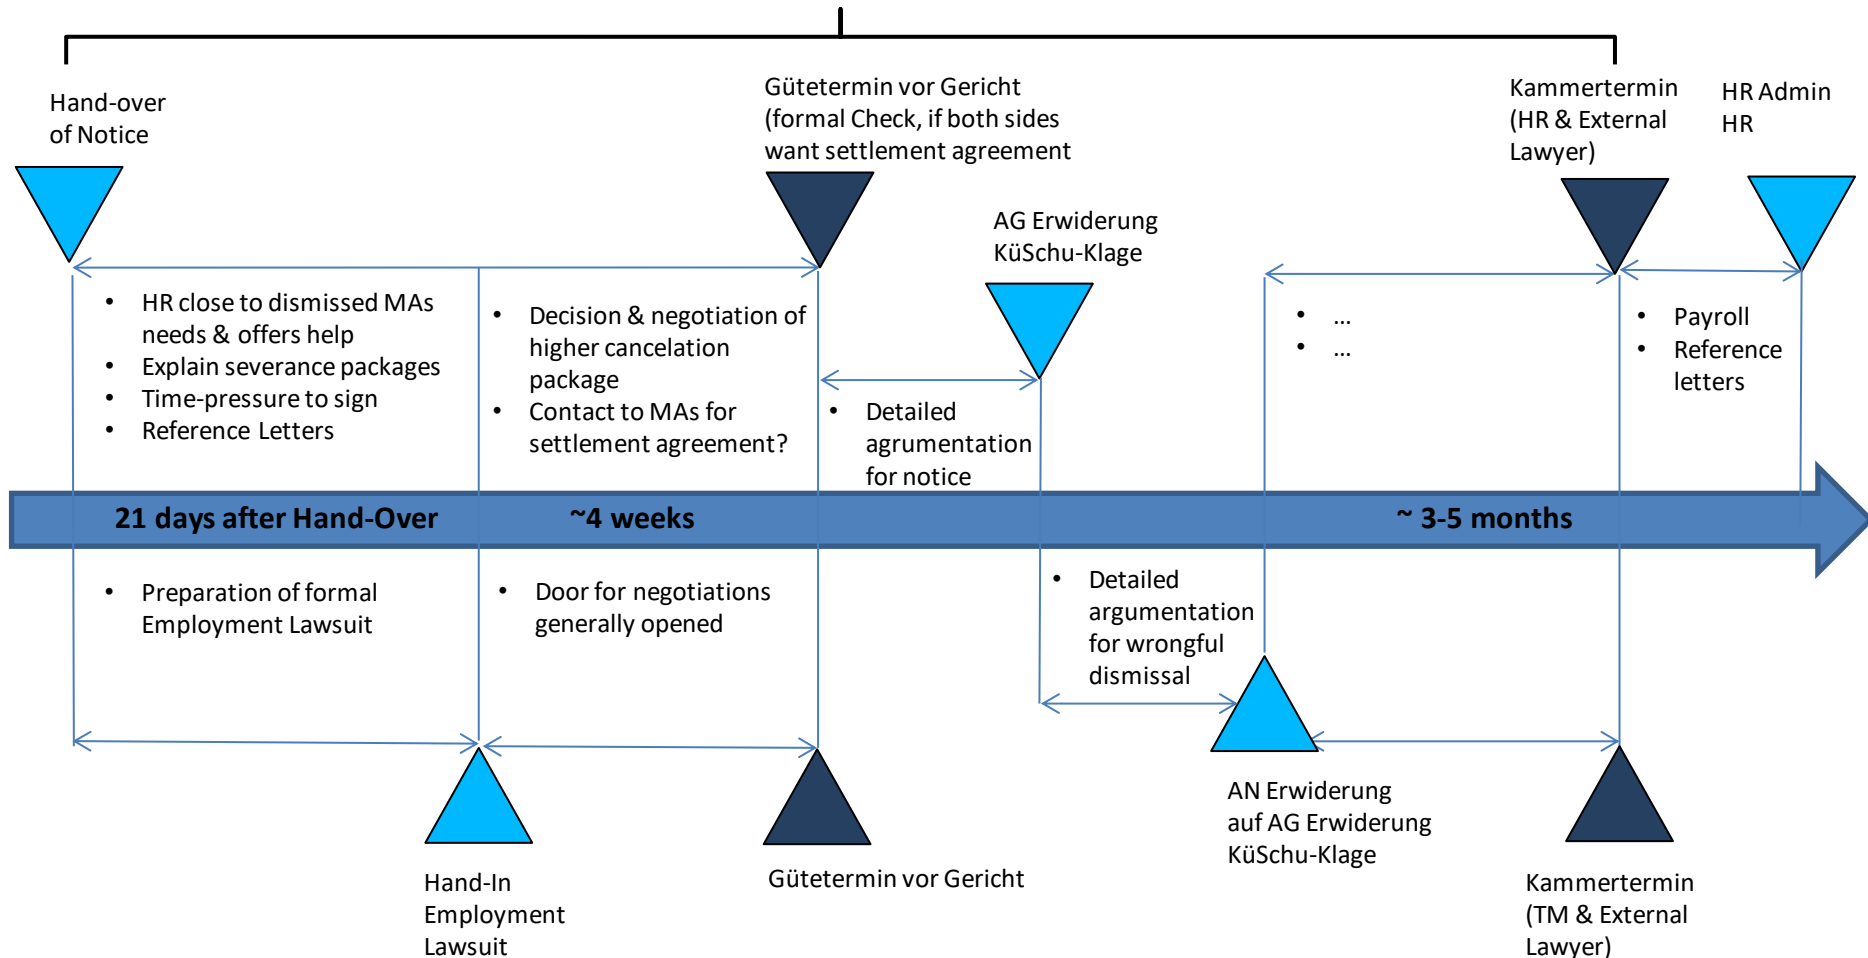 Hand-over
of Notice
Gütetermin vor Gericht
(formal Check, if both sides
want settlement agreement
Kammertermin
(HR & External
Lawyer)
HR Admin
HR
AG Erwiderung
KüSchu-Klage
• HR close to dismissed MAs
needs & offers help
• Explain severance packages
• Time-pressure to sign
• Reference Letters
• Decision & negotiation of
higher cancelation
package
• Contact to MAs for
settlement agreement?
• Detailed
agrumentation
for notice
• ...
• ...
• Payroll
• Reference
letters
21 days after Hand-Over
~4 weeks
~ 3-5 months
• Preparation of formal
Employment Lawsuit
• Door for negotiations
generally opened
• Detailed
argumentation
for wrongful
dismissal
Hand-In
Employment
Lawsuit
Gütetermin vor Gericht
AN Erwiderung
auf AG Erwiderung
KüSchu-Klage
Kammertermin
(TM & External
Lawyer)